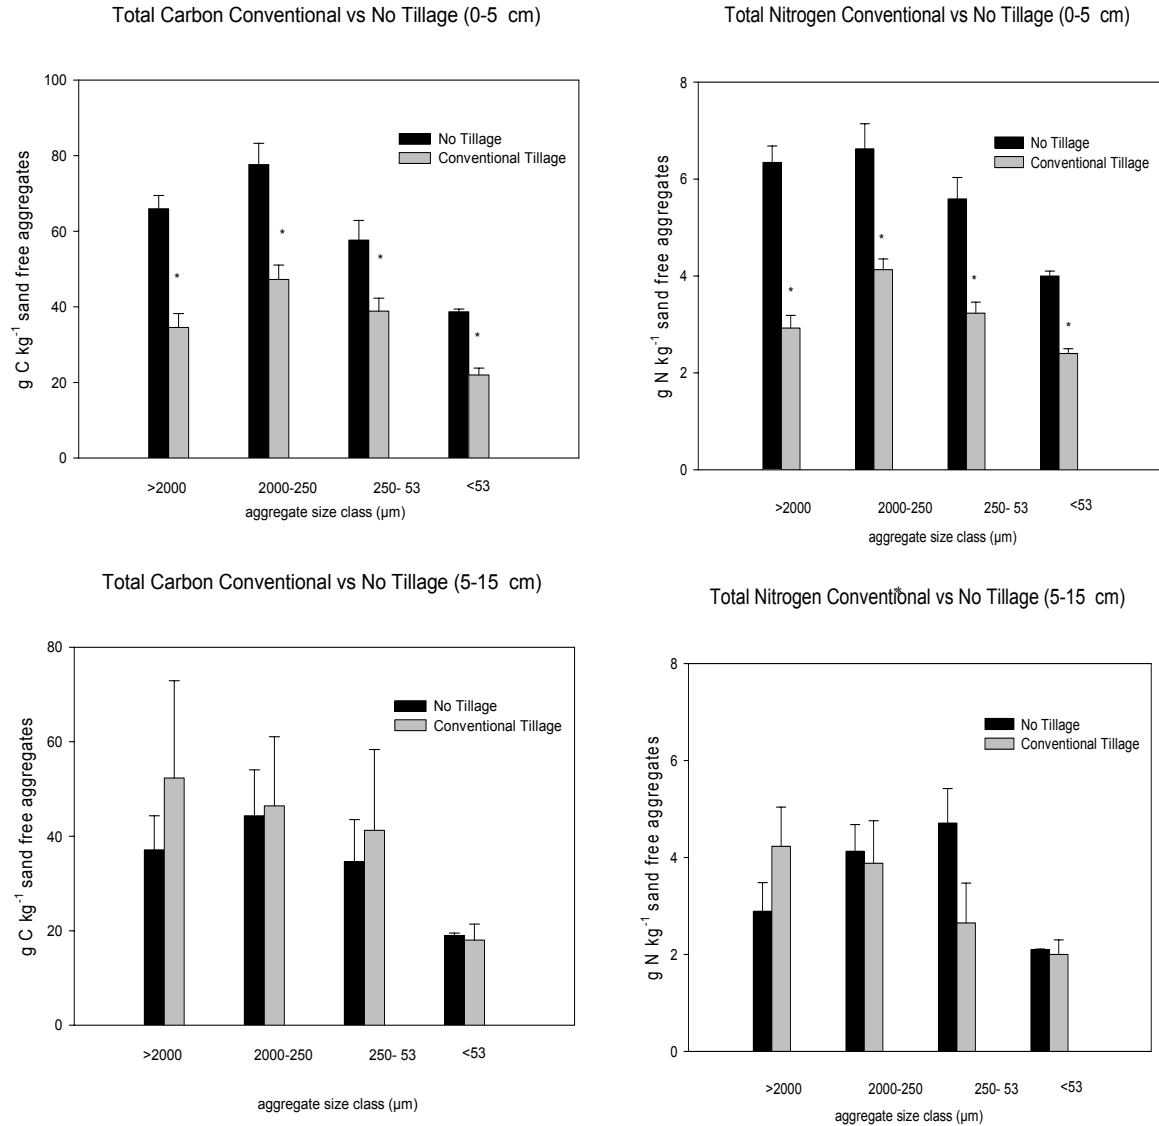 Total Carbon Conventional vs No Tillage (0-5 cm)
100
80
60
40
20
0
g C kg⁻¹ sand free aggregates
No Tillage
Conventional Tillage
*
*
*
*
>2000
2000-250
250- 53
<53
aggregate size class (µm)
Total Nitrogen Conventional vs No Tillage (0-5 cm)
8
6
4
2
0
g N kg⁻¹ sand free aggregates
No Tillage
Conventional Tillage
*
*
*
*
>2000
2000-250
250- 53
<53
aggregate size class (µm)
Total Carbon Conventional vs No Tillage (5-15 cm)
80
60
40
20
0
g C kg⁻¹ sand free aggregates
No Tillage
Conventional Tillage
>2000
2000-250
250- 53
<53
aggregate size class (µm)
*
Total Nitrogen Conventional vs No Tillage (5-15 cm)
8
6
4
2
0
g N kg⁻¹ sand free aggregates
No Tillage
Conventional Tillage
>2000
2000-250
250- 53
<53
aggregate size class (µm)